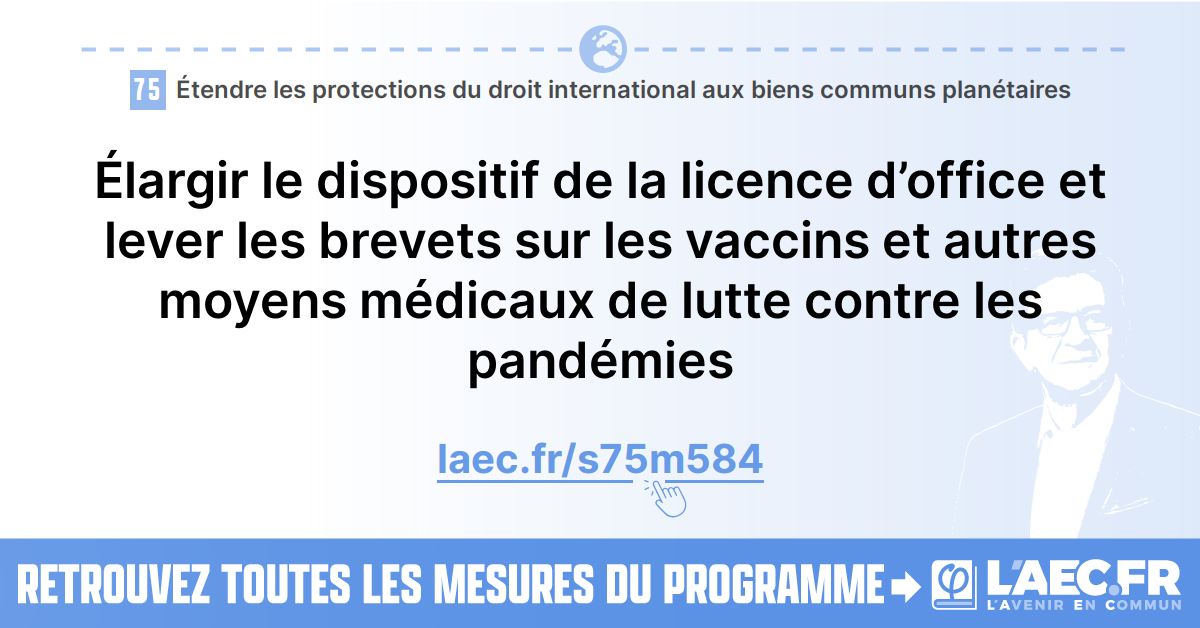 75 Étendre les protections du droit international aux biens communs planétaires
Élargir le dispositif de la licence d’office et
lever les brevets sur les vaccins et autres
moyens médicaux de lutte contre les
pandémies
laec.fr/s75m584
RETROUVEZ TOUTES LES MESURES DU PROGRAMME
L'AEC.FR
L'AVENIR EN COMMUN